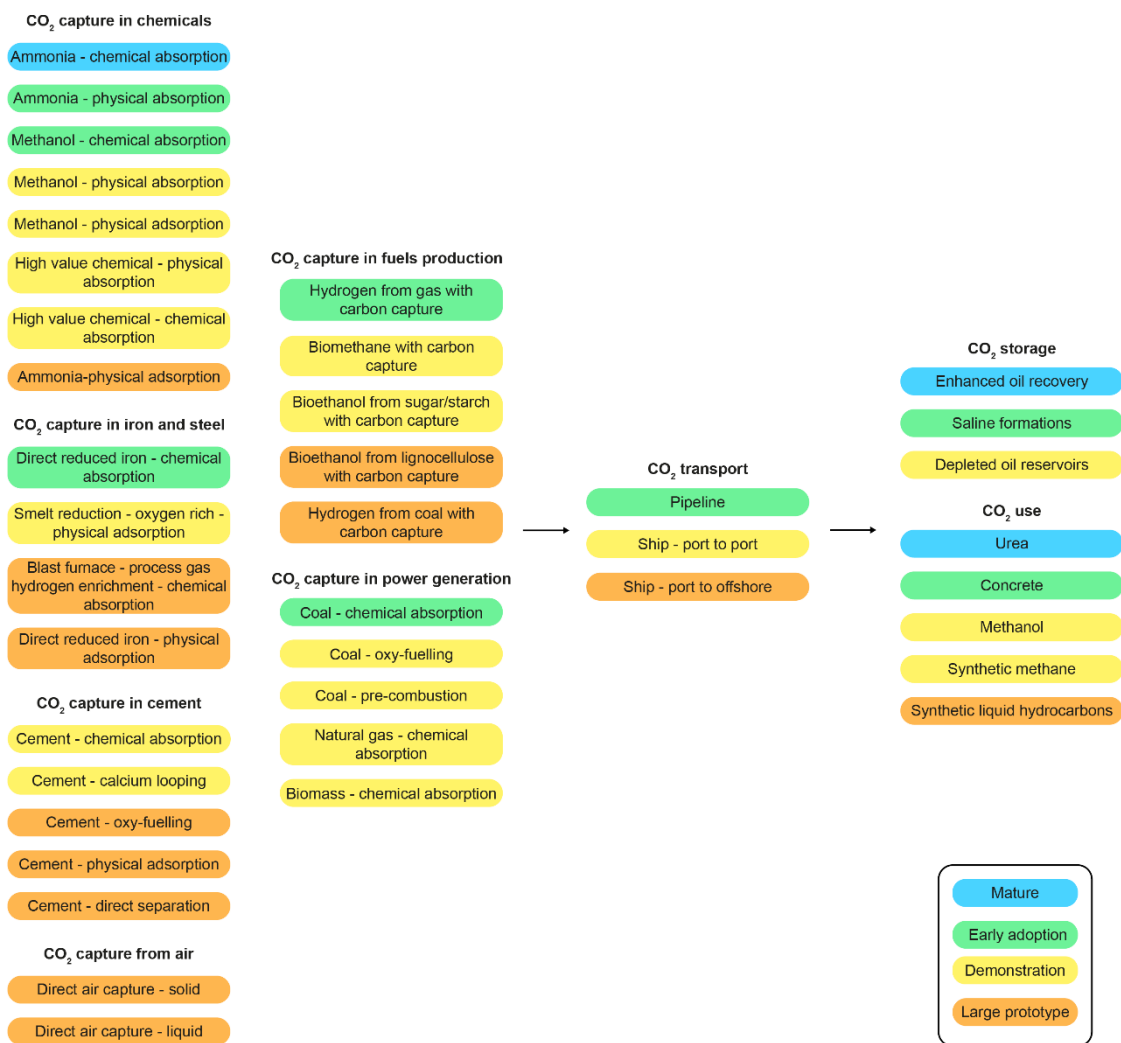 CO₂ capture in chemicals
Ammonia - chemical absorption
Ammonia - physical absorption
Methanol - chemical absorption
Methanol - physical absorption
Methanol - physical adsorption
High value chemical - physical
absorption
High value chemical - chemical
absorption
Ammonia-physical adsorption
CO₂ capture in iron and steel
Direct reduced iron - chemical
absorption
Smelt reduction - oxygen rich -
physical adsorption
Blast furnace - process gas
hydrogen enrichment - chemical
absorption
Direct reduced iron - physical
adsorption
CO₂ capture in cement
Cement - chemical absorption
Cement - calcium looping
Cement - oxy-fuelling
Cement - physical adsorption
Cement - direct separation
CO₂ capture from air
Direct air capture - solid
Direct air capture - liquid
CO₂ capture in fuels production
Hydrogen from gas with
carbon capture
Biomethane with carbon
capture
Bioethanol from sugar/starch
with carbon capture
Bioethanol from lignocellulose
with carbon capture
Hydrogen from coal with
carbon capture
CO₂ capture in power generation
Coal - chemical absorption
Coal - oxy-fuelling
Coal - pre-combustion
Natural gas - chemical
absorption
Biomass - chemical absorption
CO₂ transport
Pipeline
Ship - port to port
Ship - port to offshore
CO₂ storage
Enhanced oil recovery
Saline formations
Depleted oil reservoirs
CO₂ use
Urea
Concrete
Methanol
Synthetic methane
Synthetic liquid hydrocarbons
Mature
Early adoption
Demonstration
Large prototype